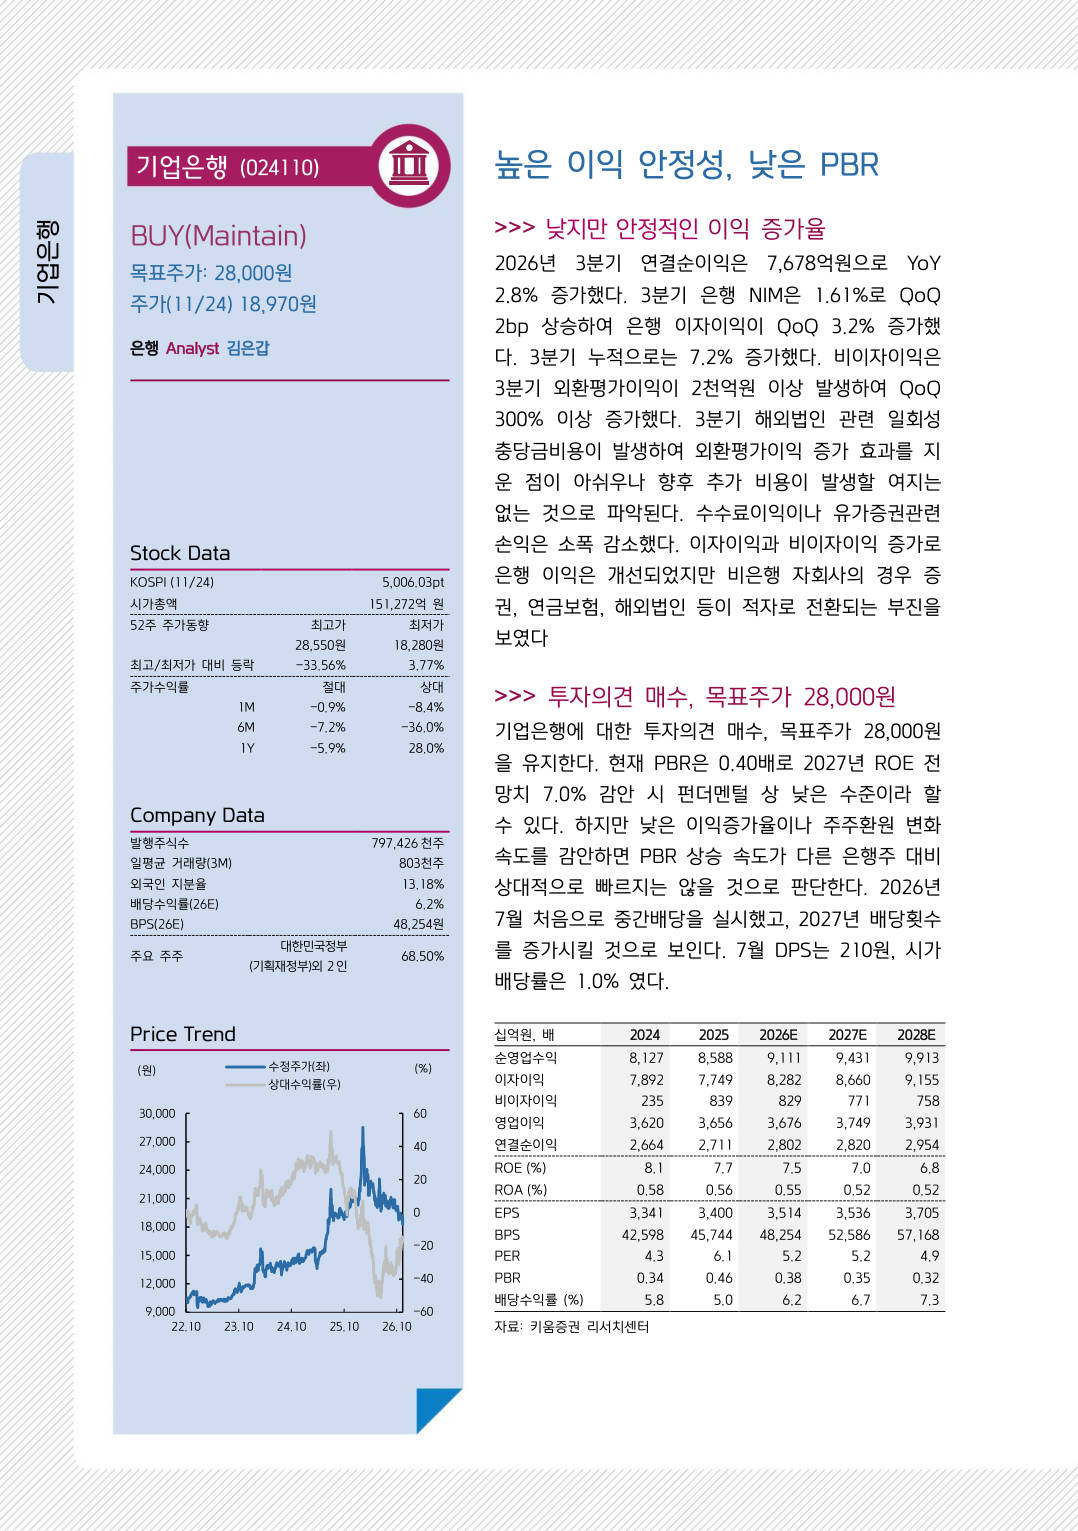 기업은행
기업은행 (024110)
BUY(Maintain)
목표주가: 28,000원
주가(11/24) 18,970원
은행 Analyst 김은갑
Stock Data
KOSPI (11/24) 5,006.03pt
시가총액 151,272억 원
52주 주가동향 최고가 최저가
28,550원 18,280원
최고/최저가 대비 등락 -33.56% 3.77%
주가수익률 절대 상대
1M -0.9% -8.4%
6M -7.2% -36.0%
1Y -5.9% 28.0%
Company Data
발행주식수 797,426 천주
일평균 거래량(3M) 803천주
외국인 지분율 13.18%
배당수익률(26E) 6.2%
BPS(26E) 48,254원
주요 주주 대한민국정부 (기획재정부)외 2 인 68.50%
Price Trend
(원) 수정주가(좌) (%)
상대수익률(우)
30,000 60
27,000 40
24,000 20
21,000 0
18,000 -20
15,000 -40
12,000 -60
9,000
22.10 23.10 24.10 25.10 26.10
높은 이익 안정성, 낮은 PBR
>>> 낮지만 안정적인 이익 증가율
2026년 3분기 연결순이익은 7,678억원으로 YoY
2.8% 증가했다. 3분기 은행 NIM은 1.61%로 QoQ
2bp 상승하여 은행 이자이익이 QoQ 3.2% 증가했
다. 3분기 누적으로는 7.2% 증가했다. 비이자이익은
3분기 외환평가이익이 2천억원 이상 발생하여 QoQ
300% 이상 증가했다. 3분기 해외법인 관련 일회성
충당금비용이 발생하여 외환평가이익 증가 효과를 지
운 점이 아쉬우나 향후 추가 비용이 발생할 여지는
없는 것으로 파악된다. 수수료이익이나 유가증권관련
손익은 소폭 감소했다. 이자이익과 비이자이익 증가로
은행 이익은 개선되었지만 비은행 자회사의 경우 증
권, 연금보험, 해외법인 등이 적자로 전환되는 부진을
보였다
>>> 투자의견 매수, 목표주가 28,000원
기업은행에 대한 투자의견 매수, 목표주가 28,000원
을 유지한다. 현재 PBR은 0.40배로 2027년 ROE 전
망치 7.0% 감안 시 펀더멘털 상 낮은 수준이라 할
수 있다. 하지만 낮은 이익증가율이나 주주환원 변화
속도를 감안하면 PBR 상승 속도가 다른 은행주 대비
상대적으로 빠르지는 않을 것으로 판단한다. 2026년
7월 처음으로 중간배당을 실시했고, 2027년 배당횟수
를 증가시킬 것으로 보인다. 7월 DPS는 210원, 시가
배당률은 1.0% 였다.
십억원, 배 2024 2025 2026E 2027E 2028E
순영업수익 8,127 8,588 9,111 9,431 9,913
이자이익 7,892 7,749 8,282 8,660 9,155
비이자이익 235 839 829 771 758
영업이익 3,620 3,656 3,676 3,749 3,931
연결순이익 2,664 2,711 2,802 2,820 2,954
ROE (%) 8.1 7.7 7.5 7.0 6.8
ROA (%) 0.58 0.56 0.55 0.52 0.52
EPS 3,341 3,400 3,514 3,536 3,705
BPS 42,598 45,744 48,254 52,586 57,168
PER 4.3 6.1 5.2 5.2 4.9
PBR 0.34 0.46 0.38 0.35 0.32
배당수익률 (%) 5.8 5.0 6.2 6.7 7.3
자료: 키움증권 리서치센터